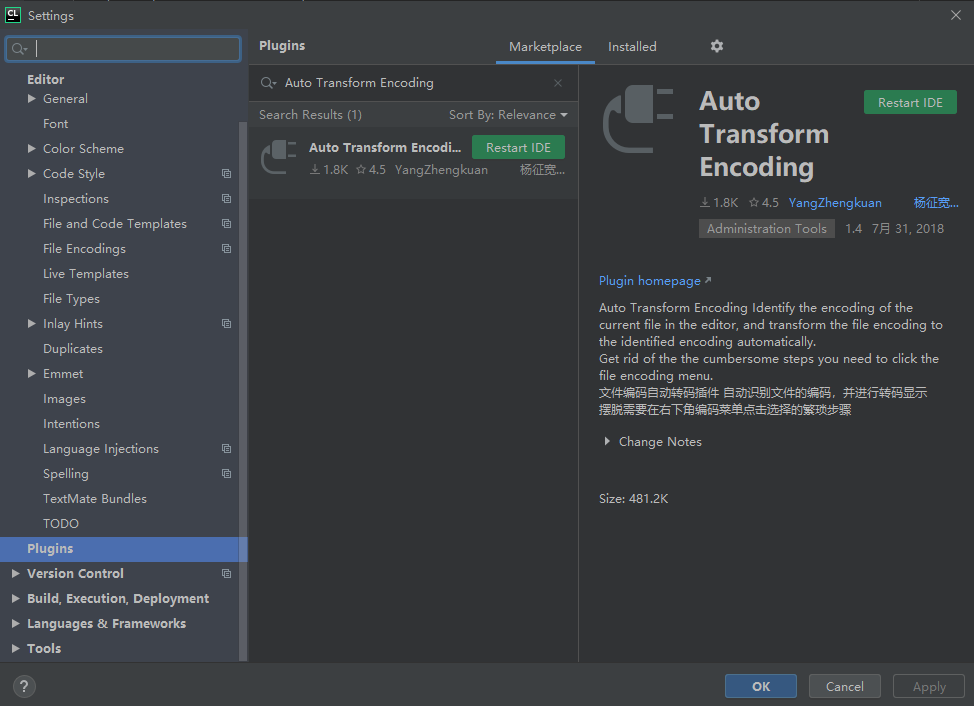 CL
Settings
Editor
General
Font
Color Scheme
Code Style
Inspections
File and Code Templates
File Encodings
Live Templates
File Types
Inlay Hints
Duplicates
Emmet
Images
Intentions
Language Injections
Spelling
TextMate Bundles
TODO
Plugins
Version Control
Build, Execution, Deployment
Languages & Frameworks
Tools
Plugins
Marketplace
Installed
Auto Transform Encoding
Search Results (1)
Sort By: Relevance
Auto Transform Encodi...
Restart IDE
1.8K 4.5 YangZhengkuan 杨征宽...
Auto
Transform
Encoding
Restart IDE
1.8K 4.5 YangZhengkuan 杨征宽...
Administration Tools 1.4 7月 31, 2018
Plugin homepage
Auto Transform Encoding Identify the encoding of the
current file in the editor, and transform the file encoding to
the identified encoding automatically.
Get rid of the the cumbersome steps you need to click the
file encoding menu.
文件编码自动转码插件 自动识别文件的编码，并进行转码显示
摆脱需要在右下角编码菜单点击选择的繁琐步骤
Change Notes
Size: 481.2K
?
OK
Cancel
Apply